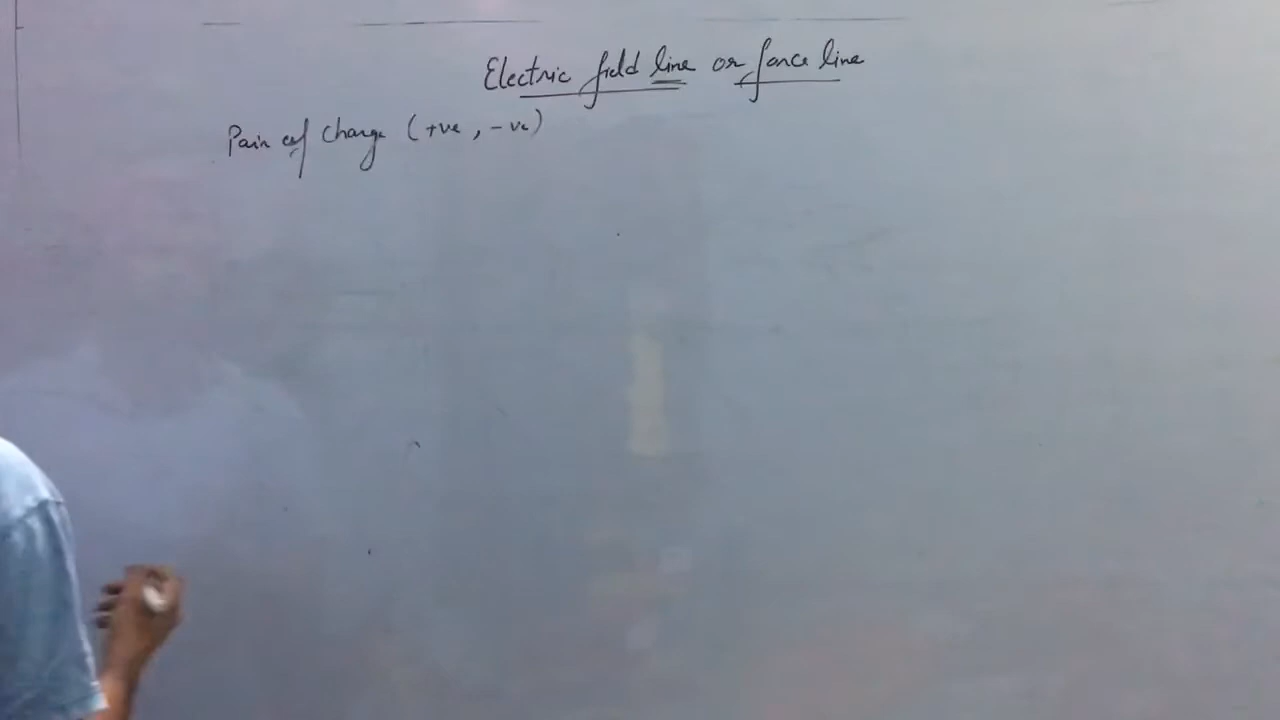 Electric field line or force line
Pair of charge (+ve, -ve)